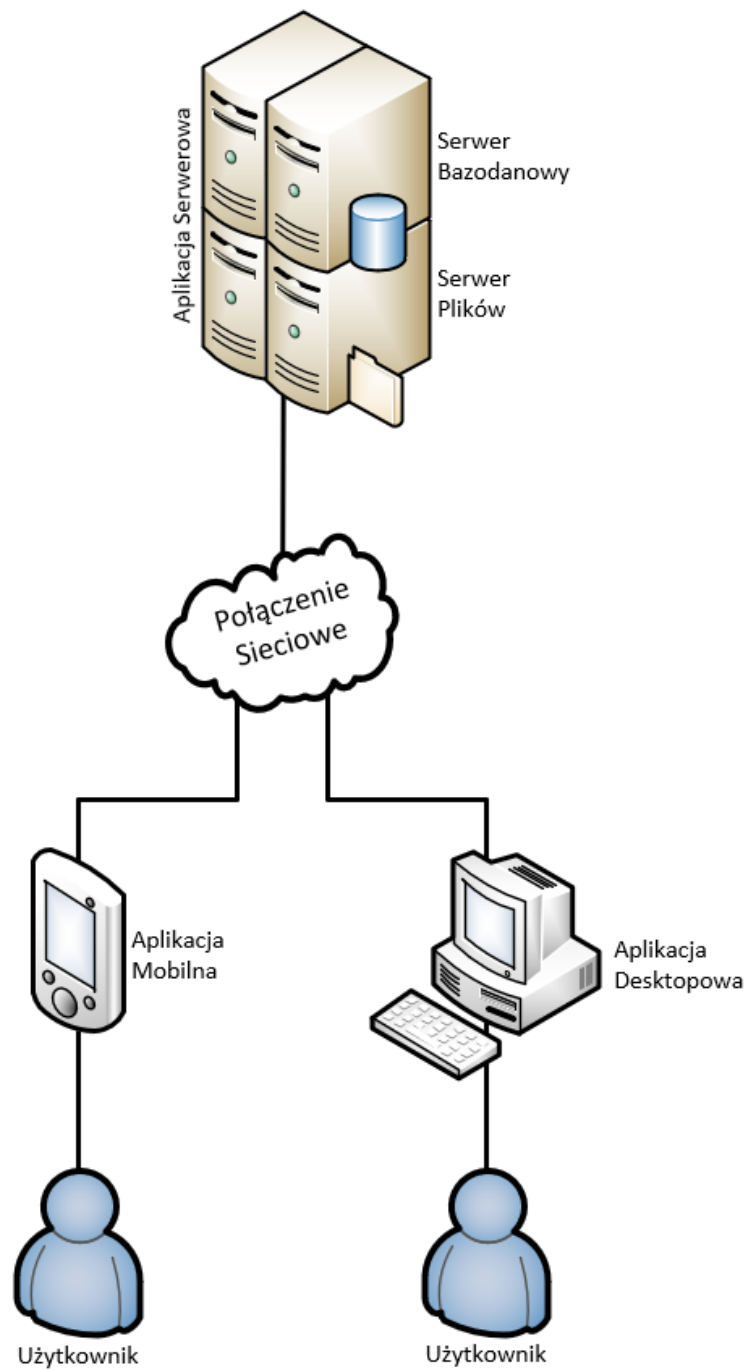 Aplikacja Serwerowa
Serwer
Bazodanowy
Serwer
Plików
Połączenie
Sieciowe
Aplikacja
Mobilna
Aplikacja
Desktopowa
Użytkownik
Użytkownik